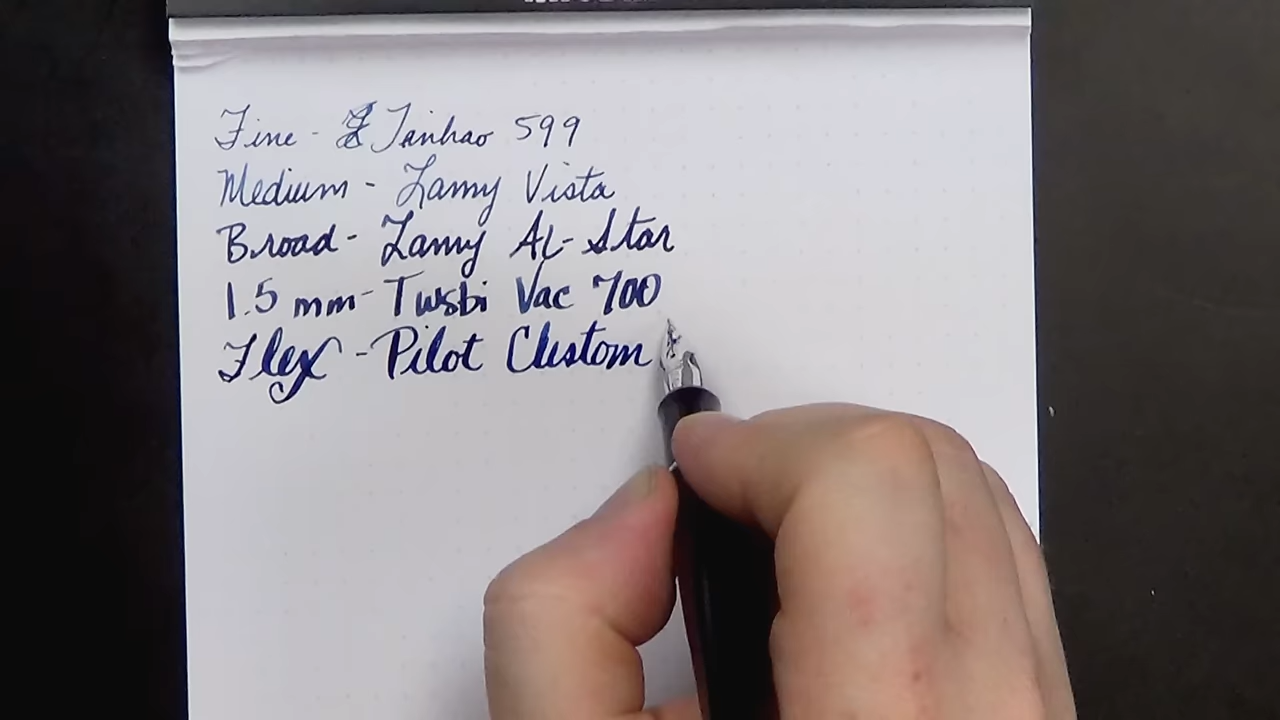 Fine - Jinhao 599
Medium - Lamy Vista
Broad - Lamy Al-Star
1.5 mm - Twsbi Vac 700
Flex - Pilot Custom